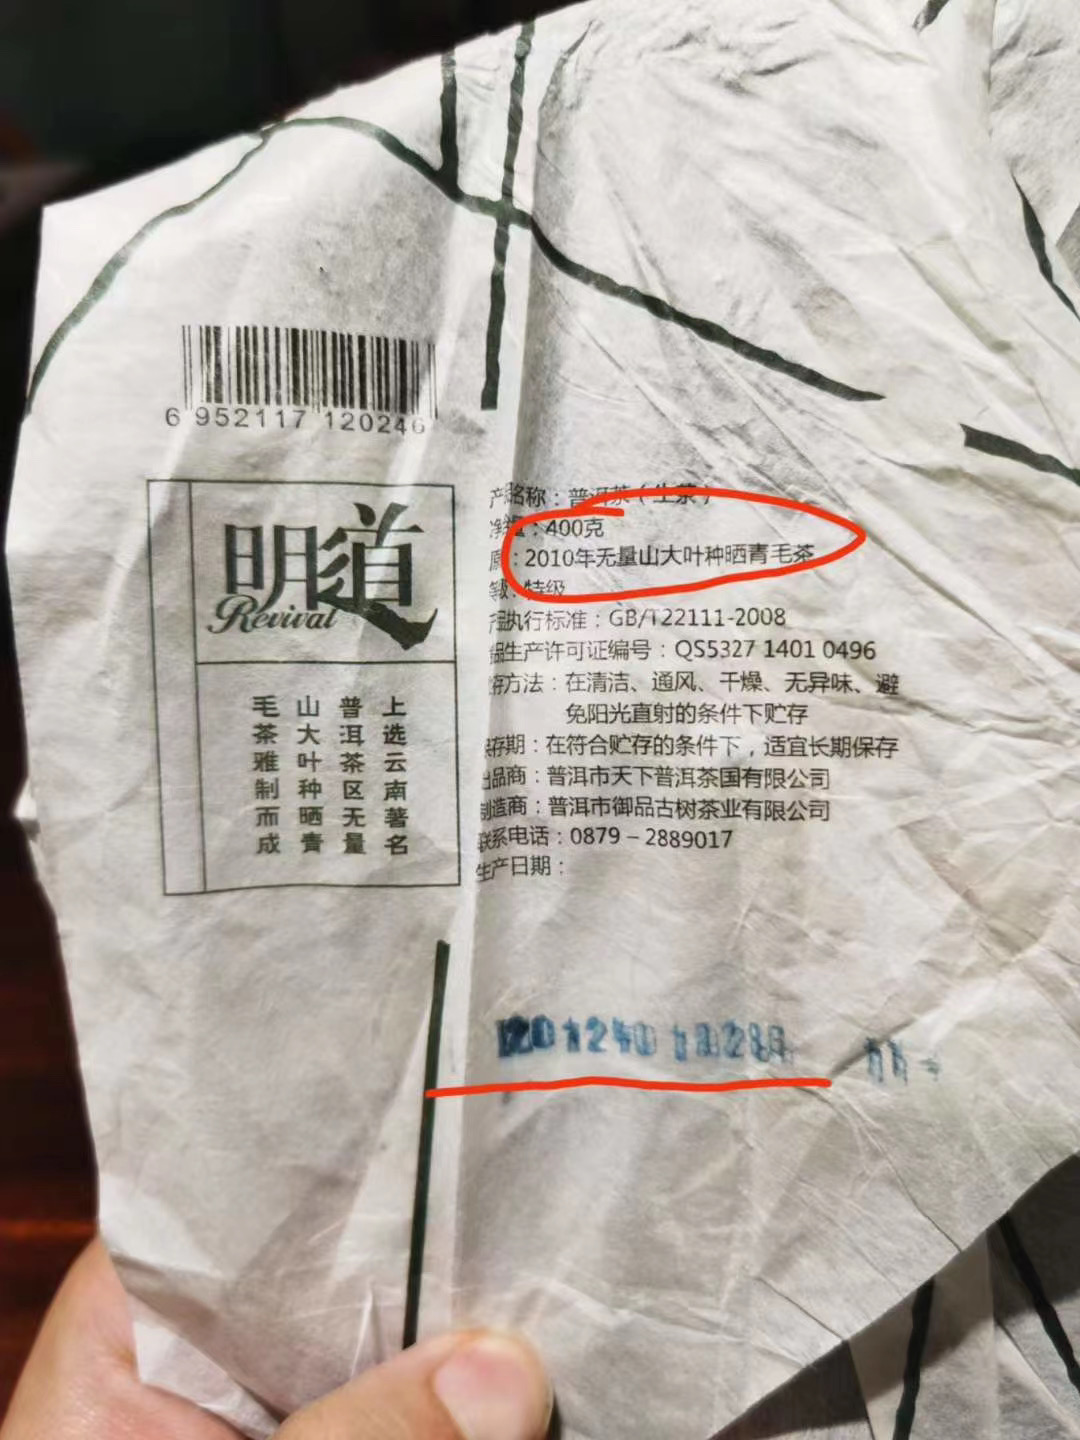 6 952117 120246
明道
Revival
上选云南著名
普洱茶区无量
山大叶种晒青
毛茶雅制而成
产品名称：普洱茶（生茶）
净含量：400克
原料：2010年无量山大叶种晒青毛茶
等级：特级
产品执行标准：GB/T22111-2008
食品生产许可证编号：QS5327 1401 0496
贮存方法：在清洁、通风、干燥、无异味、避
免阳光直射的条件下贮存
保存期：在符合贮存的条件下，适宜长期保存
出品商：普洱市天下普洱茶国有限公司
制造商：普洱市御品古树茶业有限公司
联系电话：0879－2889017
生产日期：